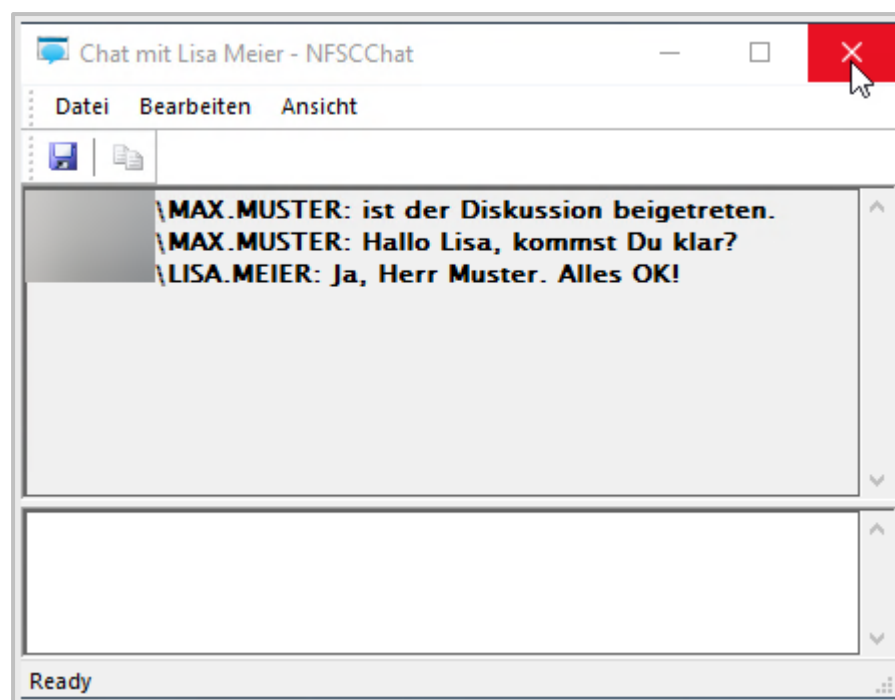 Chat mit Lisa Meier - NFSCChat
Datei Bearbeiten Ansicht
\MAX.MUSTER: ist der Diskussion beigetreten.
\MAX.MUSTER: Hallo Lisa, kommst Du klar?
\LISA.MEIER: Ja, Herr Muster. Alles OK!
Ready